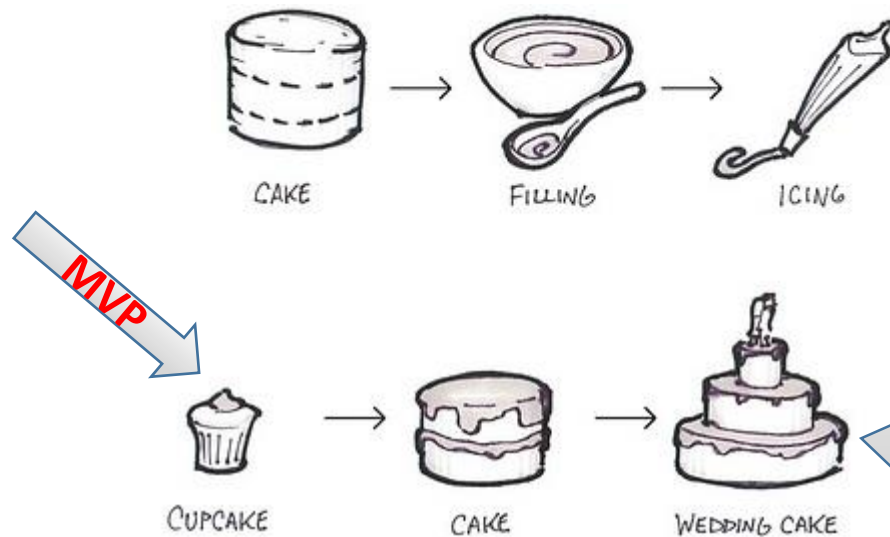 CAKE
FILLING
ICING
MVP
CUPCAKE
CAKE
WEDDING CAKE